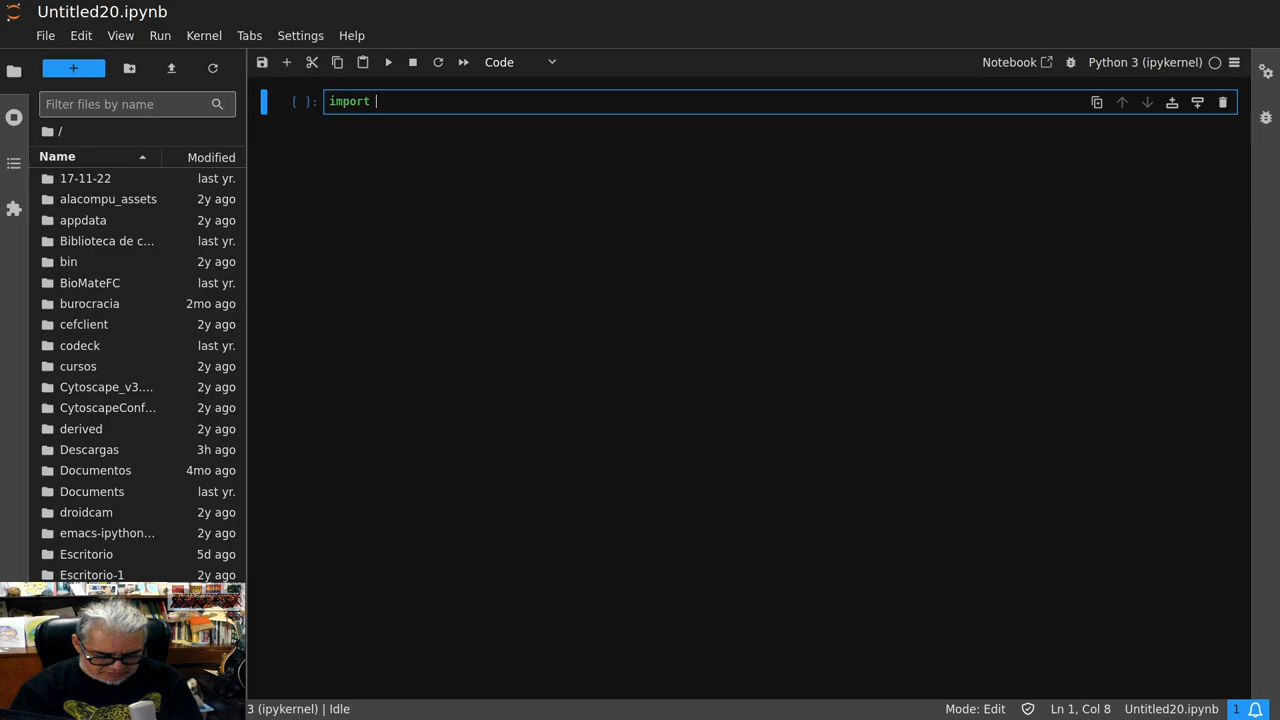 Untitled20.ipynb
File Edit View Run Kernel Tabs Settings Help
+ Code Notebook Python 3 (ipykernel)
Filter files by name
/
Name Modified
17-11-22 last yr.
alacompu_assets 2y ago
appdata 2y ago
Biblioteca de c... last yr.
bin 2y ago
BioMateFC last yr.
burocracia 2mo ago
cefclient 2y ago
codeck last yr.
cursos 2y ago
Cytoscape_v3.... 2y ago
CytoscapeConf... 2y ago
derived 2y ago
Descargas 3h ago
Documentos 4mo ago
Documents last yr.
droidcam 2y ago
emacs-ipython... 2y ago
Escritorio 5d ago
Escritorio-1 2y ago
[ ]: import
3 (ipykernel) | Idle Mode: Edit Ln 1, Col 8 Untitled20.ipynb 1